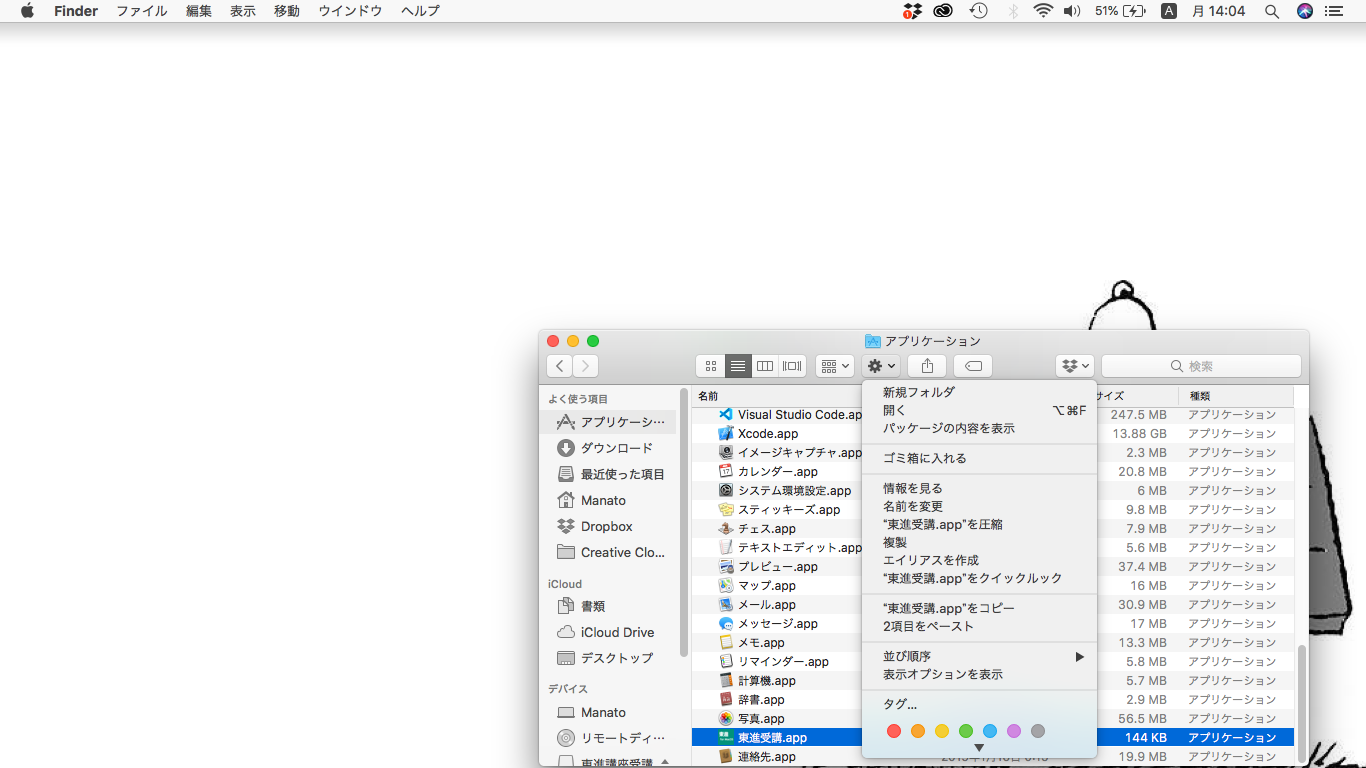 Finder ファイル 編集 表示 移動 ウインドウ ヘルプ 1 51% A 月 14:04
アプリケーション
検索
よく使う項目
アプリケーシ…
ダウンロード
最近使った項目
Manato
Dropbox
Creative Clo...
iCloud
書類
iCloud Drive
デスクトップ
デバイス
Manato
リモートディ…
東進講座受講
名前 サイズ 種類
Visual Studio Code.ap 247.5 MB アプリケーション
Xcode.app 13.88 GB アプリケーション
イメージキャプチャ.app 2.3 MB アプリケーション
カレンダー.app 20.8 MB アプリケーション
システム環境設定.app 6 MB アプリケーション
スティッキーズ.app 9.8 MB アプリケーション
チェス.app 7.9 MB アプリケーション
テキストエディット.app 5.6 MB アプリケーション
プレビュー.app 37.4 MB アプリケーション
マップ.app 16 MB アプリケーション
メール.app 30.9 MB アプリケーション
メッセージ.app 17 MB アプリケーション
メモ.app 13.3 MB アプリケーション
リマインダー.app 5.8 MB アプリケーション
計算機.app 5.7 MB アプリケーション
辞書.app 2.9 MB アプリケーション
写真.app 56.5 MB アプリケーション
東進受講.app 144 KB アプリケーション
連絡先.app 19.9 MB アプリケーション
新規フォルダ
開く ⌥⌘F
パッケージの内容を表示
ゴミ箱に入れる
情報を見る
名前を変更
"東進受講.app"を圧縮
複製
エイリアスを作成
"東進受講.app"をクイックルック
"東進受講.app"をコピー
2項目をペースト
並び順序
表示オプションを表示
タグ...